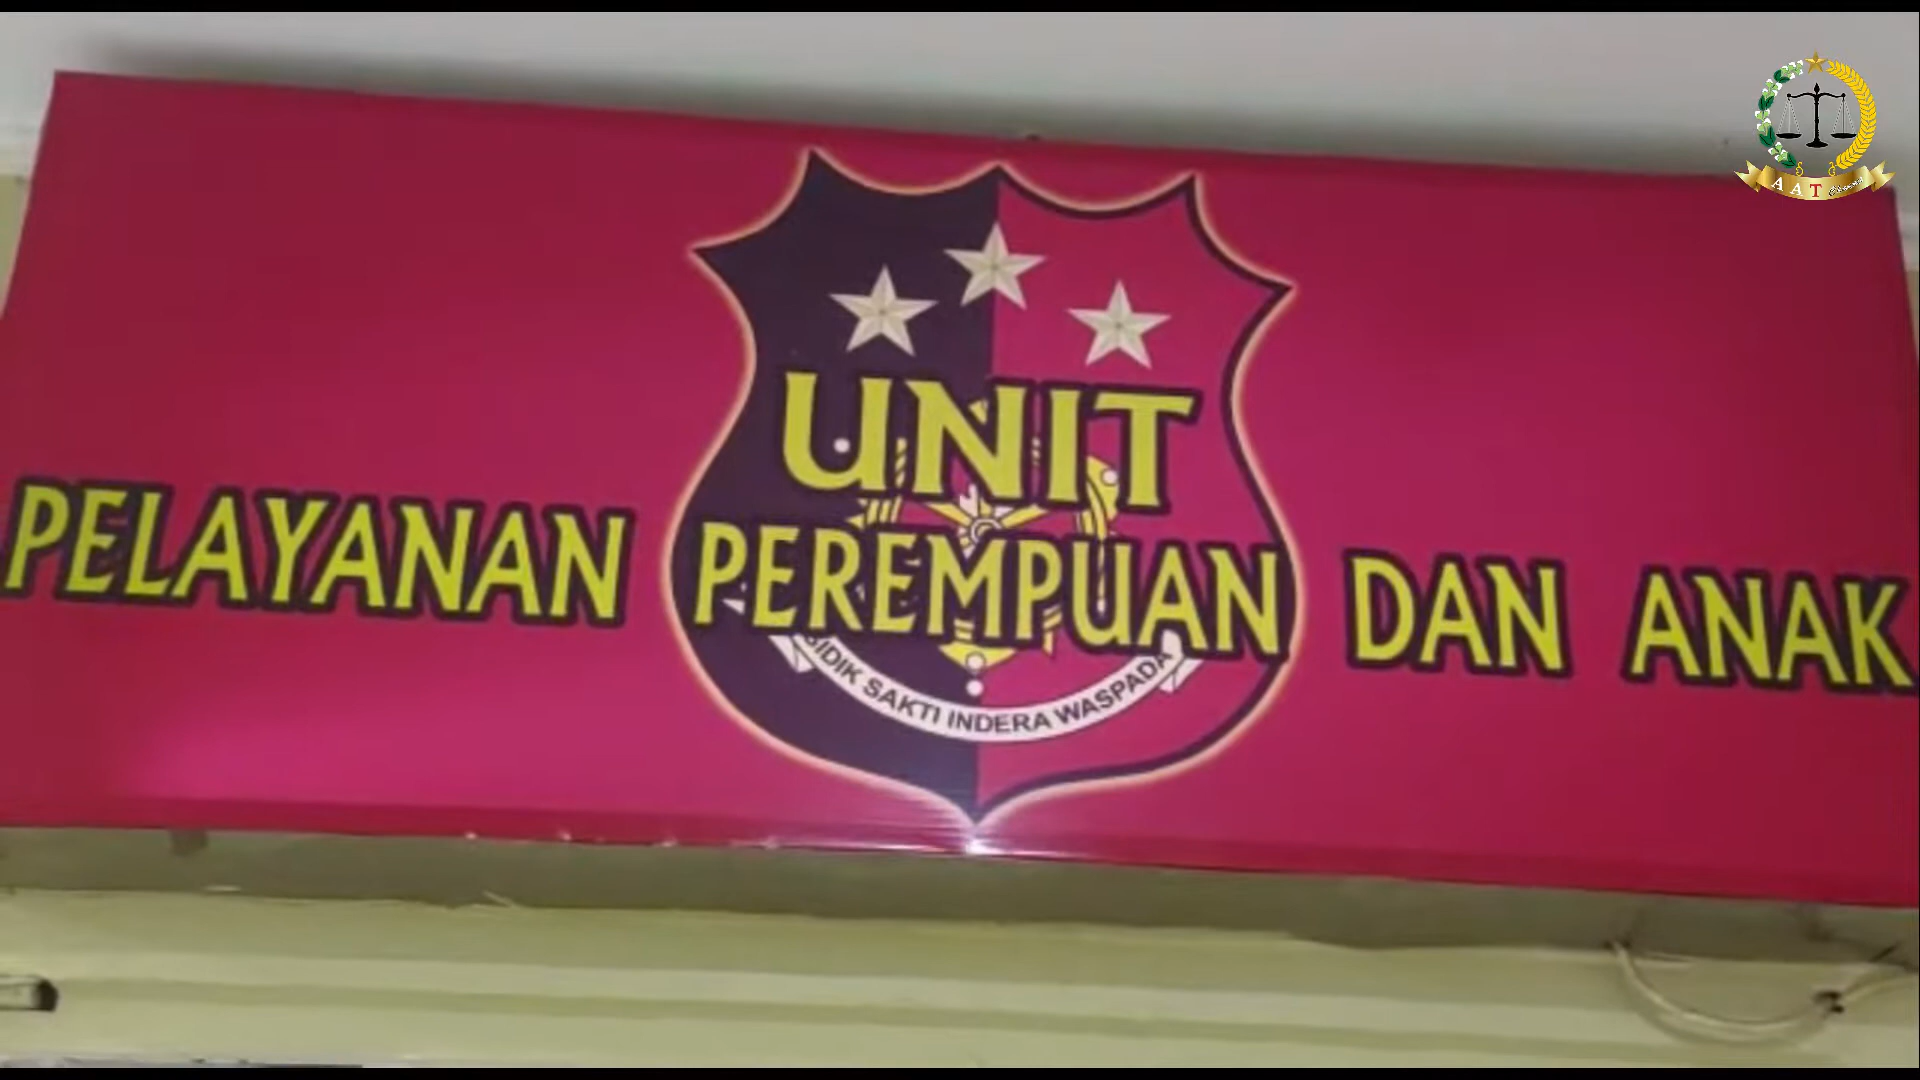 UNIT
PELAYANAN PEREMPUAN DAN ANAK
SIDIK SAKTI INDERA WASPADA
A A T